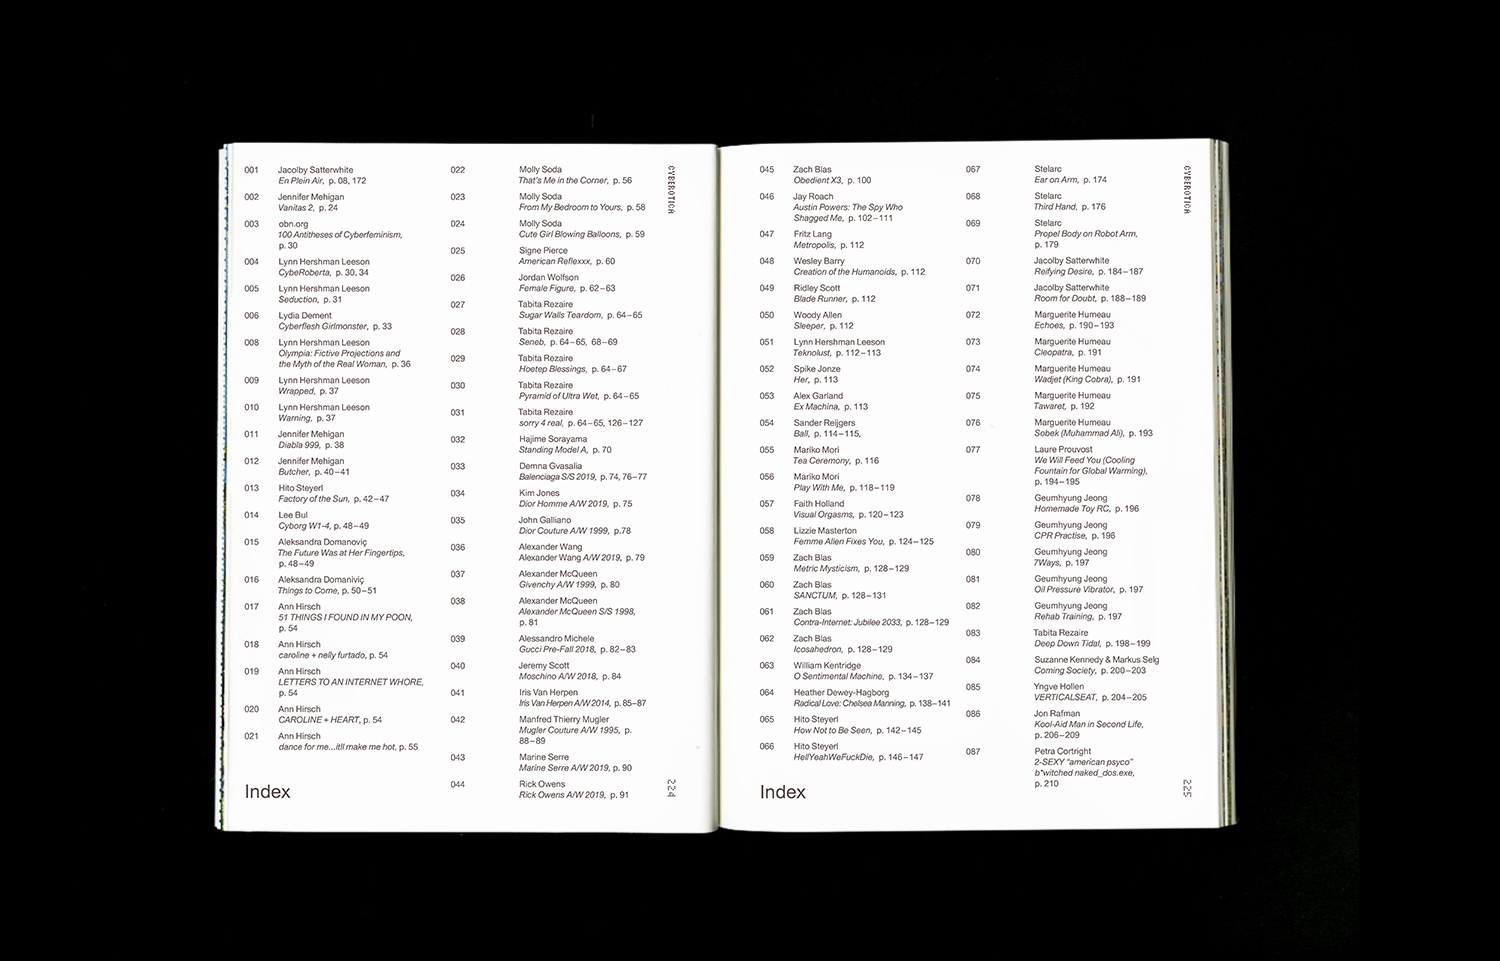 001 Jacolby Satterwhite
En Plein Air, p. 08, 172
002 Jennifer Mehigan
Vanitas 2, p. 24
003 obn.org
100 Antitheses of Cyberfeminism,
p. 30
004 Lynn Hershman Leeson
CybeRoberta, p. 30, 34
005 Lynn Hershman Leeson
Seduction, p. 31
006 Lydia Dement
Cyberflesh Girlmonster, p. 33
008 Lynn Hershman Leeson
Olympia: Fictive Projections and
the Myth of the Real Woman, p. 36
009 Lynn Hershman Leeson
Wrapped, p. 37
010 Lynn Hershman Leeson
Warning, p. 37
011 Jennifer Mehigan
Diabla 999, p. 38
012 Jennifer Mehigan
Butcher, p. 40–41
013 Hito Steyerl
Factory of the Sun, p. 42–47
014 Lee Bul
Cyborg W1-4, p. 48–49
015 Aleksandra Domanoviç
The Future Was at Her Fingertips,
p. 48–49
016 Aleksandra Domaniviç
Things to Come, p. 50–51
017 Ann Hirsch
51 THINGS I FOUND IN MY POON,
p. 54
018 Ann Hirsch
caroline + nelly furtado, p. 54
019 Ann Hirsch
LETTERS TO AN INTERNET WHORE,
p. 54
020 Ann Hirsch
CAROLINE + HEART, p. 54
021 Ann Hirsch
dance for me...itll make me hot, p. 55
Index
022 Molly Soda
That's Me in the Corner, p. 56
023 Molly Soda
From My Bedroom to Yours, p. 58
024 Molly Soda
Cute Girl Blowing Balloons, p. 59
025 Signe Pierce
American Reflexxx, p. 60
026 Jordan Wolfson
Female Figure, p. 62–63
027 Tabita Rezaire
Sugar Walls Teardom, p. 64–65
028 Tabita Rezaire
Seneb, p. 64–65, 68–69
029 Tabita Rezaire
Hoetep Blessings, p. 64–67
030 Tabita Rezaire
Pyramid of Ultra Wet, p. 64–65
031 Tabita Rezaire
sorry 4 real, p. 64–65, 126–127
032 Hajime Sorayama
Standing Model A, p. 70
033 Demna Gvasalia
Balenciaga S/S 2019, p. 74, 76–77
034 Kim Jones
Dior Homme A/W 2019, p. 75
035 John Galliano
Dior Couture A/W 1999, p.78
036 Alexander Wang
Alexander Wang A/W 2019, p. 79
037 Alexander McQueen
Givenchy A/W 1999, p. 80
038 Alexander McQueen
Alexander McQueen S/S 1998,
p. 81
039 Alessandro Michele
Gucci Pre-Fall 2018, p. 82–83
040 Jeremy Scott
Moschino A/W 2018, p. 84
041 Iris Van Herpen
Iris Van Herpen A/W 2014, p. 85–87
042 Manfred Thierry Mugler
Mugler Couture A/W 1995, p.
88–89
043 Marine Serre
Marine Serre A/W 2019, p. 90
044 Rick Owens
Rick Owens A/W 2019, p. 91
CYBEROTICA
224
045 Zach Blas
Obedient X3, p. 100
046 Jay Roach
Austin Powers: The Spy Who
Shagged Me, p. 102–111
047 Fritz Lang
Metropolis, p. 112
048 Wesley Barry
Creation of the Humanoids, p. 112
049 Ridley Scott
Blade Runner, p. 112
050 Woody Allen
Sleeper, p. 112
051 Lynn Hershman Leeson
Teknolust, p. 112–113
052 Spike Jonze
Her, p. 113
053 Alex Garland
Ex Machina, p. 113
054 Sander Reijgers
Ball, p. 114–115,
055 Mariko Mori
Tea Ceremony, p. 116
056 Mariko Mori
Play With Me, p. 118–119
057 Faith Holland
Visual Orgasms, p. 120–123
058 Lizzie Masterton
Femme Alien Fixes You, p. 124–125
059 Zach Blas
Metric Mysticism, p. 128–129
060 Zach Blas
SANCTUM, p. 128–131
061 Zach Blas
Contra-Internet: Jubilee 2033, p. 128–129
062 Zach Blas
Icosahedron, p. 128–129
063 William Kentridge
O Sentimental Machine, p. 134–137
064 Heather Dewey-Hagborg
Radical Love: Chelsea Manning, p. 138–141
065 Hito Steyerl
How Not to Be Seen, p. 142–145
066 Hito Steyerl
HellYeahWeFuckDie, p. 146–147
Index
067 Stelarc
Ear on Arm, p. 174
068 Stelarc
Third Hand, p. 176
069 Stelarc
Propel Body on Robot Arm,
p. 179
070 Jacolby Satterwhite
Reifying Desire, p. 184–187
071 Jacolby Satterwhite
Room for Doubt, p. 188–189
072 Marguerite Humeau
Echoes, p. 190–193
073 Marguerite Humeau
Cleopatra, p. 191
074 Marguerite Humeau
Wadjet (King Cobra), p. 191
075 Marguerite Humeau
Tawaret, p. 192
076 Marguerite Humeau
Sobek (Muhammad Ali), p. 193
077 Laure Prouvost
We Will Feed You (Cooling
Fountain for Global Warming),
p. 194–195
078 Geumhyung Jeong
Homemade Toy RC, p. 196
079 Geumhyung Jeong
CPR Practise, p. 196
080 Geumhyung Jeong
7Ways, p. 197
081 Geumhyung Jeong
Oil Pressure Vibrator, p. 197
082 Geumhyung Jeong
Rehab Training, p. 197
083 Tabita Rezaire
Deep Down Tidal, p. 198–199
084 Suzanne Kennedy & Markus Selg
Coming Society, p. 200–203
085 Yngve Hollen
VERTICALSEAT, p. 204–205
086 Jon Rafman
Kool-Aid Man in Second Life,
p. 206–209
087 Petra Cortright
2-SEXY “american psyco”
b*witched naked_dos.exe,
p. 210
CYBEROTICA
225